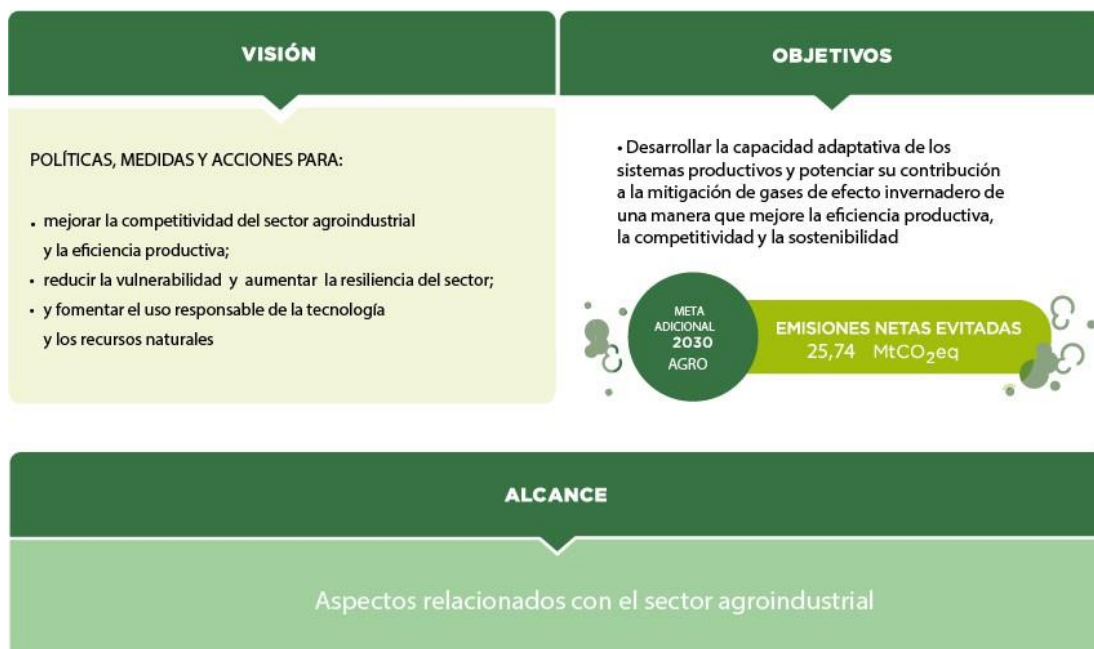 VISIÓN
POLÍTICAS, MEDIDAS Y ACCIONES PARA:
• mejorar la competitividad del sector agroindustrial
y la eficiencia productiva;
• reducir la vulnerabilidad y aumentar la resiliencia del sector;
• y fomentar el uso responsable de la tecnología
y los recursos naturales
OBJETIVOS
• Desarrollar la capacidad adaptativa de los
sistemas productivos y potenciar su contribución
a la mitigación de gases de efecto invernadero de
una manera que mejore la eficiencia productiva,
la competitividad y la sostenibilidad
META
ADICIONAL
2030
AGRO
EMISIONES NETAS EVITADAS
25,74 MtCO₂eq
ALCANCE
Aspectos relacionados con el sector agroindustrial